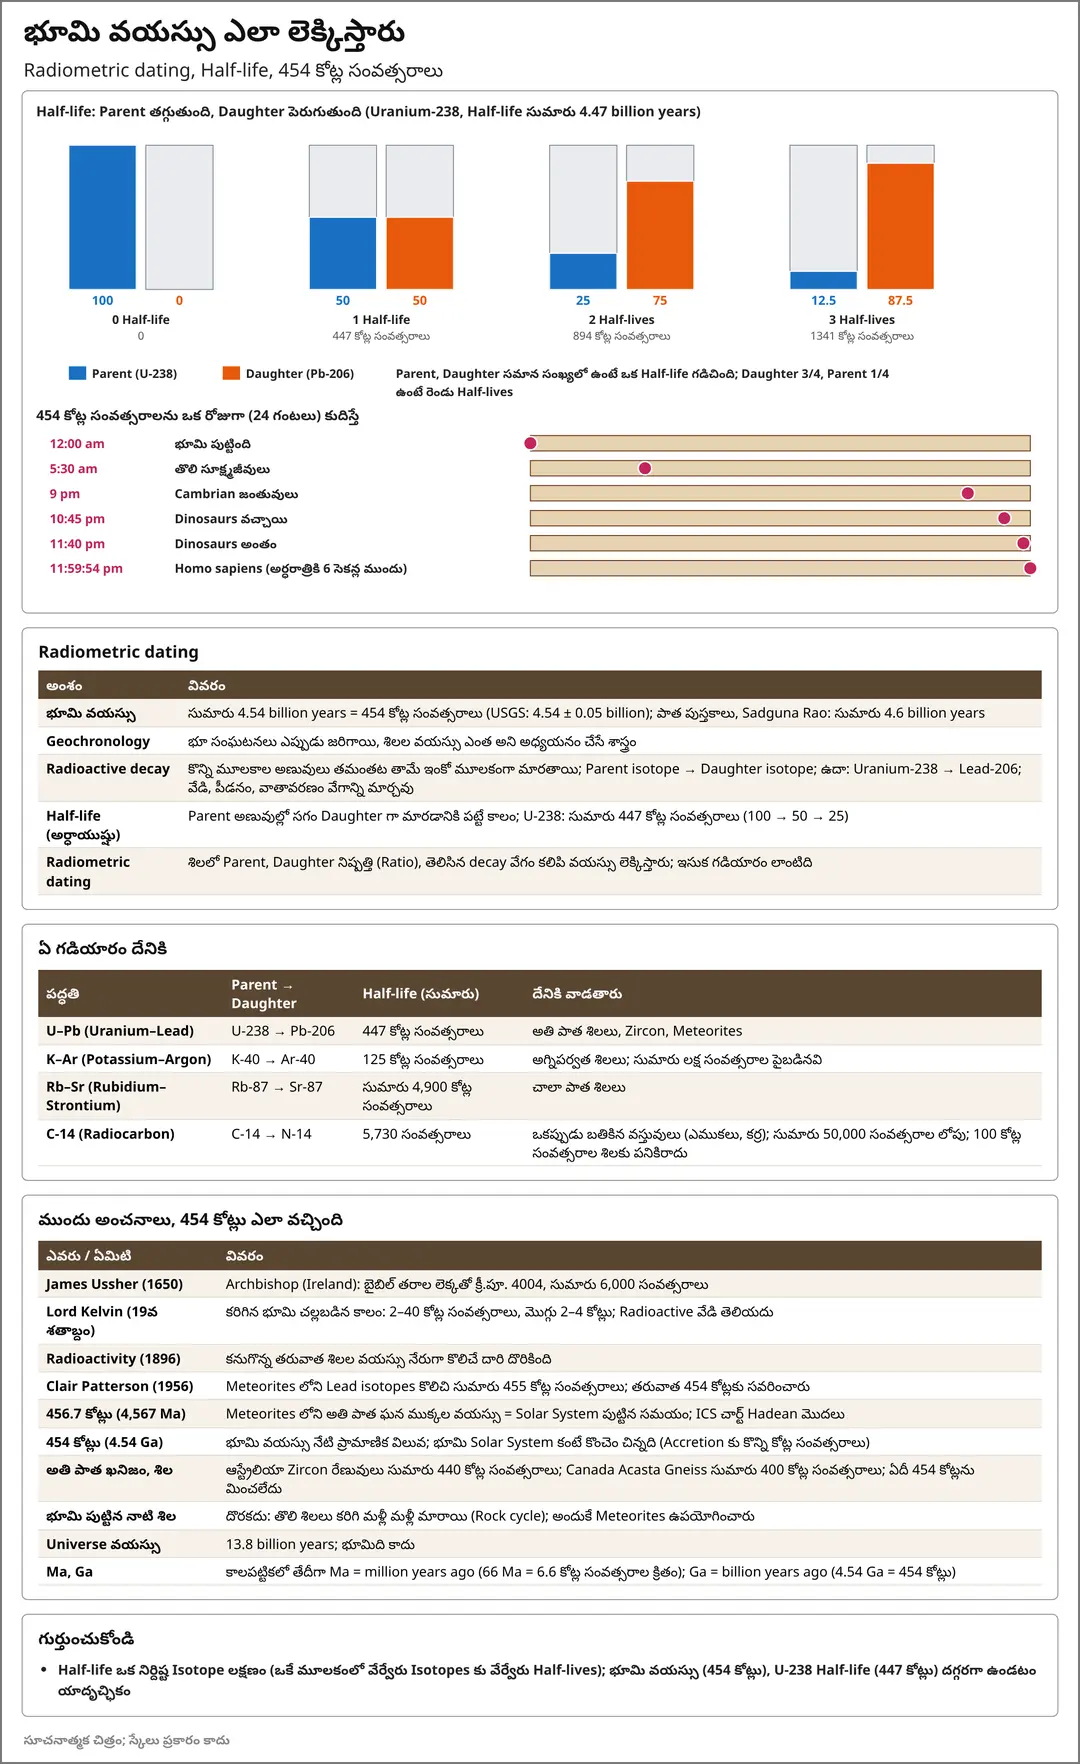 భూమి వయస్సు ఎలా లెక్కిస్తారు
Radiometric dating, Half-life, 454 కోట్ల సంవత్సరాలు
Half-life: Parent తగ్గుతుంది, Daughter పెరుగుతుంది (Uranium-238, Half-life సుమారు 4.47 billion years)
100 0 50 50 25 75 12.5 87.5
0 Half-life 1 Half-life 2 Half-lives 3 Half-lives
0 447 కోట్ల సంవత్సరాలు 894 కోట్ల సంవత్సరాలు 1341 కోట్ల సంవత్సరాలు
Parent (U-238) Daughter (Pb-206) Parent, Daughter సమాన సంఖ్యలో ఉంటే ఒక Half-life గడిచింది; Daughter 3/4, Parent 1/4
ఉంటే రెండు Half-lives
454 కోట్ల సంవత్సరాలను ఒక రోజుగా (24 గంటలు) కుదిస్తే
12:00 am భూమి పుట్టింది
5:30 am తొలి సూక్ష్మజీవులు
9 pm Cambrian జంతువులు
10:45 pm Dinosaurs వచ్చాయి
11:40 pm Dinosaurs అంతం
11:59:54 pm Homo sapiens (అర్ధరాత్రికి 6 సెకన్ల ముందు)
Radiometric dating
అంశం వివరం
భూమి వయస్సు సుమారు 4.54 billion years = 454 కోట్ల సంవత్సరాలు (USGS: 4.54 ± 0.05 billion); పాత పుస్తకాలు, Sadguna Rao: సుమారు 4.6 billion years
Geochronology భూ సంఘటనలు ఎప్పుడు జరిగాయి, శిలల వయస్సు ఎంత అని అధ్యయనం చేసే శాస్త్రం
Radioactive decay కొన్ని మూలకాల అణువులు తమంతట తామే ఇంకో మూలకంగా మారతాయి; Parent isotope → Daughter isotope; ఉదా: Uranium-238 → Lead-206;
వేడి, పీడనం, వాతావరణం వేగాన్ని మార్చవు
Half-life Parent అణువుల్లో సగం Daughter గా మారడానికి పట్టే కాలం; U-238: సుమారు 447 కోట్ల సంవత్సరాలు (100 → 50 → 25)
(అర్ధాయుష్షు)
Radiometric శిలలో Parent, Daughter నిష్పత్తి (Ratio), తెలిసిన decay వేగం కలిపి వయస్సు లెక్కిస్తారు; ఇసుక గడియారం లాంటిది
dating
ఏ గడియారం దేనికి
పద్ధతి Parent → Daughter Half-life (సుమారు) దేనికి వాడతారు
U–Pb (Uranium–Lead) U-238 → Pb-206 447 కోట్ల సంవత్సరాలు అతి పాత శిలలు, Zircon, Meteorites
K–Ar (Potassium–Argon) K-40 → Ar-40 125 కోట్ల సంవత్సరాలు అగ్నిపర్వత శిలలు; సుమారు లక్ష సంవత్సరాల పైబడినవి
Rb–Sr (Rubidium– Rb-87 → Sr-87 సుమారు 4,900 కోట్ల చాలా పాత శిలలు
Strontium) సంవత్సరాలు
C-14 (Radiocarbon) C-14 → N-14 5,730 సంవత్సరాలు ఒకప్పుడు బతికిన వస్తువులు (ఎముకలు, కర్ర); సుమారు 50,000 సంవత్సరాల లోపు; 100 కోట్ల
సంవత్సరాల శిలకు పనికిరాదు
ముందు అంచనాలు, 454 కోట్లు ఎలా వచ్చింది
ఎవరు / ఏమిటి వివరం
James Ussher (1650) Archbishop (Ireland): బైబిల్ తరాల లెక్కతో క్రీ.పూ. 4004, సుమారు 6,000 సంవత్సరాలు
Lord Kelvin (19వ కరిగిన భూమి చల్లబడిన కాలం: 2–40 కోట్ల సంవత్సరాలు, మొగ్గు 2–4 కోట్లు; Radioactive వేడి తెలియదు
శతాబ్దం)
Radioactivity (1896) కనుగొన్న తరువాత శిలల వయస్సు నేరుగా కొలిచే దారి దొరికింది
Clair Patterson (1956) Meteorites లోని Lead isotopes కొలిచి సుమారు 455 కోట్ల సంవత్సరాలు; తరువాత 454 కోట్లకు సవరించారు
456.7 కోట్లు (4,567 Ma) Meteorites లోని అతి పాత ఘన ముక్కల వయస్సు = Solar System పుట్టిన సమయం; ICS చార్ట్ Hadean మొదలు
454 కోట్లు (4.54 Ga) భూమి వయస్సు నేటి ప్రామాణిక విలువ; భూమి Solar System కంటే కొంచెం చిన్నది (Accretion కు కొన్ని కోట్ల సంవత్సరాలు)
అతి పాత ఖనిజం, శిల ఆస్ట్రేలియా Zircon రేణువులు సుమారు 440 కోట్ల సంవత్సరాలు; Canada Acasta Gneiss సుమారు 400 కోట్ల సంవత్సరాలు; ఏదీ 454 కోట్లను
మించలేదు
భూమి పుట్టిన నాటి శిల దొరకదు: తొలి శిలలు కరిగి మళ్లీ మళ్లీ మారాయి (Rock cycle); అందుకే Meteorites ఉపయోగించారు
Universe వయస్సు 13.8 billion years; భూమిది కాదు
Ma, Ga కాలపట్టికలో తేదీగా Ma = million years ago (66 Ma = 6.6 కోట్ల సంవత్సరాల క్రితం); Ga = billion years ago (4.54 Ga = 454 కోట్లు)
గుర్తుంచుకోండి
• Half-life ఒక నిర్దిష్ట Isotope లక్షణం (ఒకే మూలకంలో వేర్వేరు Isotopes కు వేర్వేరు Half-lives); భూమి వయస్సు (454 కోట్లు), U-238 Half-life (447 కోట్లు) దగ్గరగా ఉండటం
యాదృచ్ఛికం
సూచనాత్మక చిత్రం; స్కేలు ప్రకారం కాదు